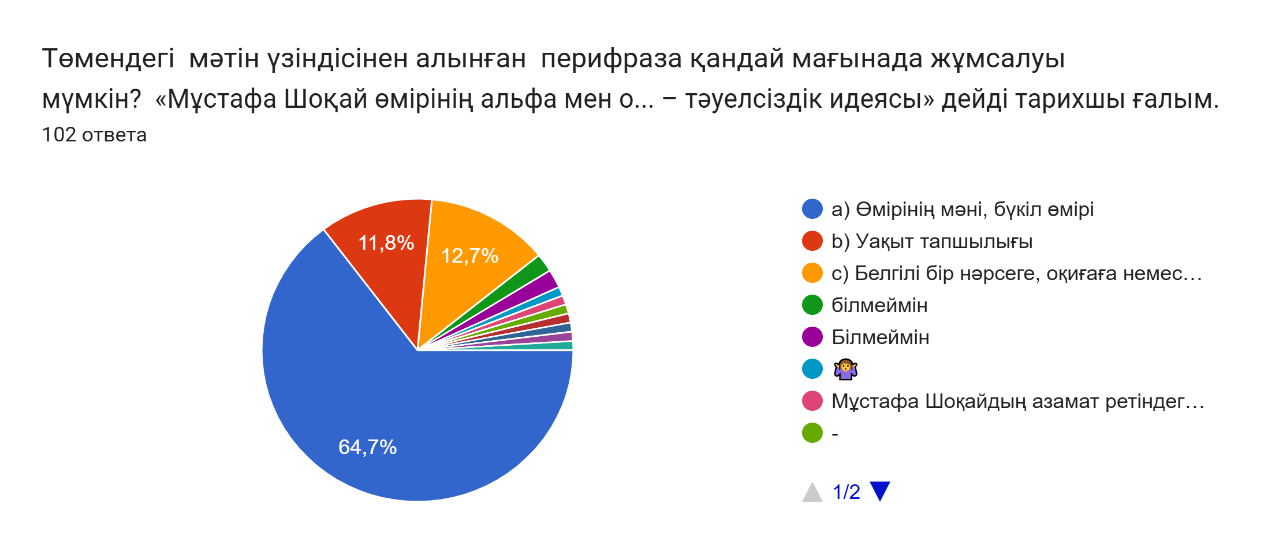 Төмендегі  мәтін үзіндісінен алынған  перифраза қандай мағынада жұмсалуы
мүмкін?  «Мұстафа Шоқай өмірінің альфа мен о... – тәуелсіздік идеясы» дейді тарихшы ғалым.
102 ответа
11,8%
12,7%
64,7%
a) Өмірінің мәні, бүкіл өмірі
b) Уақыт тапшылығы
c) Белгілі бір нәрсеге, оқиғаға немес…
білмеймін
Білмеймін
🤷‍♀️
Мұстафа Шоқайдың азамат ретіндег…
-
1/2